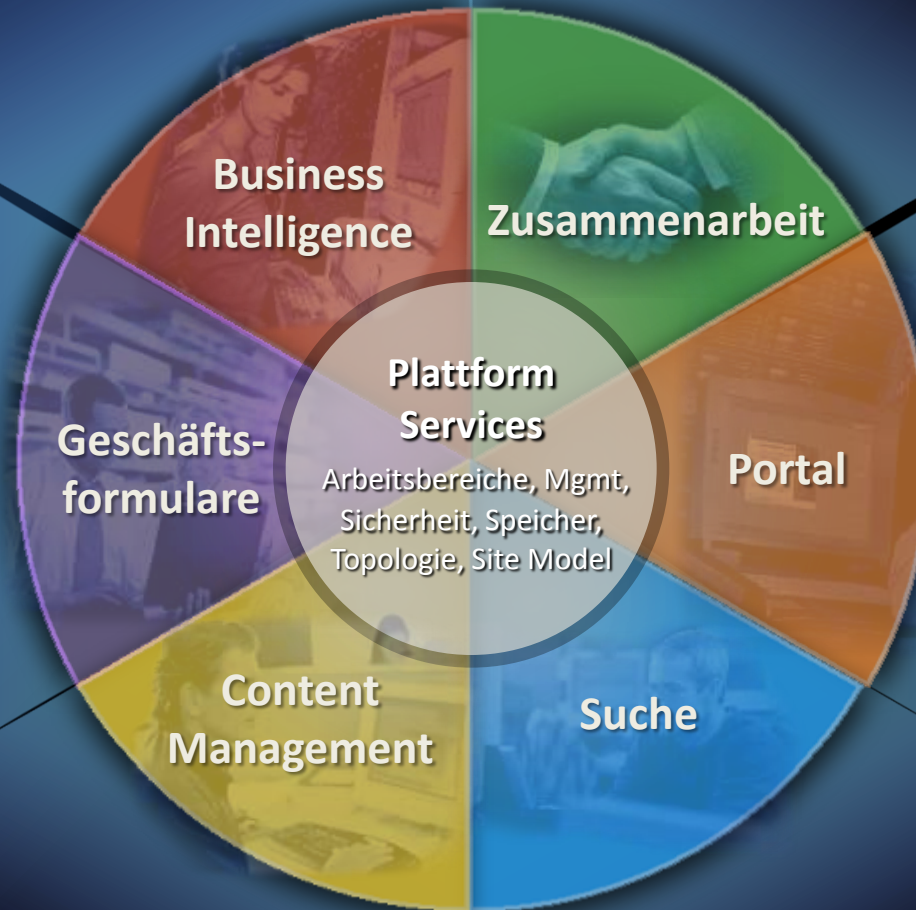 Business
Intelligence
Zusammenarbeit
Plattform
Services
Arbeitsbereiche, Mgmt,
Sicherheit, Speicher,
Topologie, Site Model
Geschäfts-
formulare
Portal
Content
Management
Suche